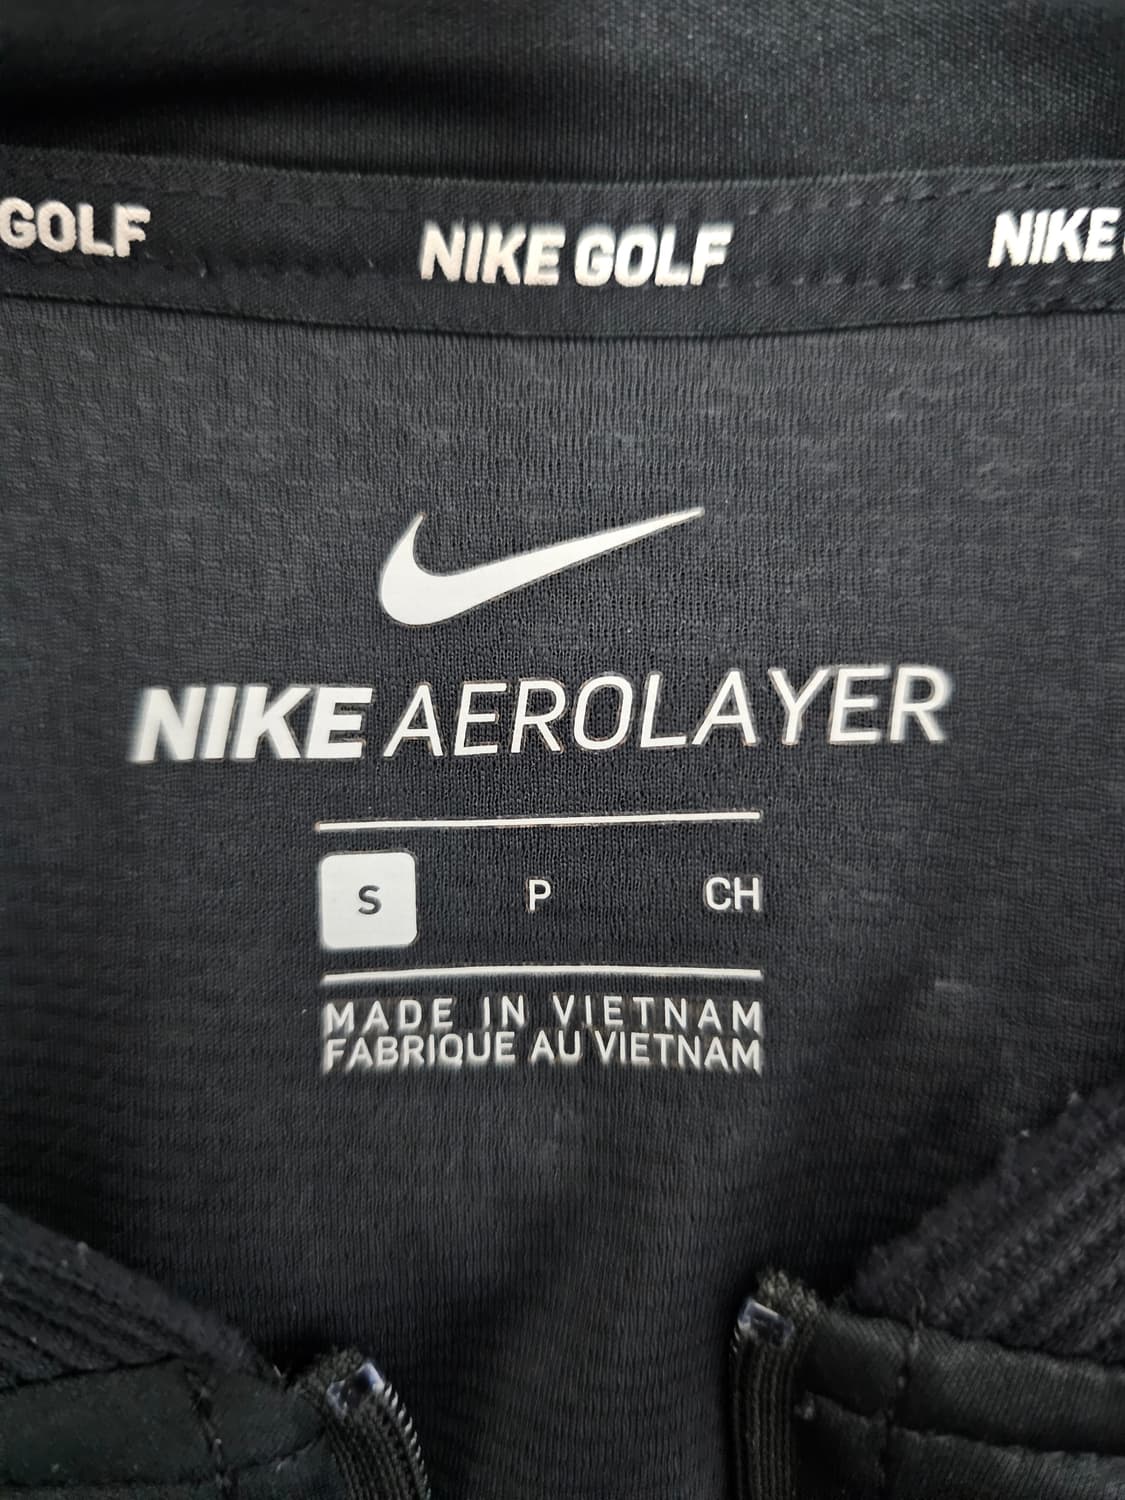 GOLF NIKE GOLF NIKE
NIKE AEROLAYER
S P CH
MADE IN VIETNAM
FABRIQUE AU VIETNAM